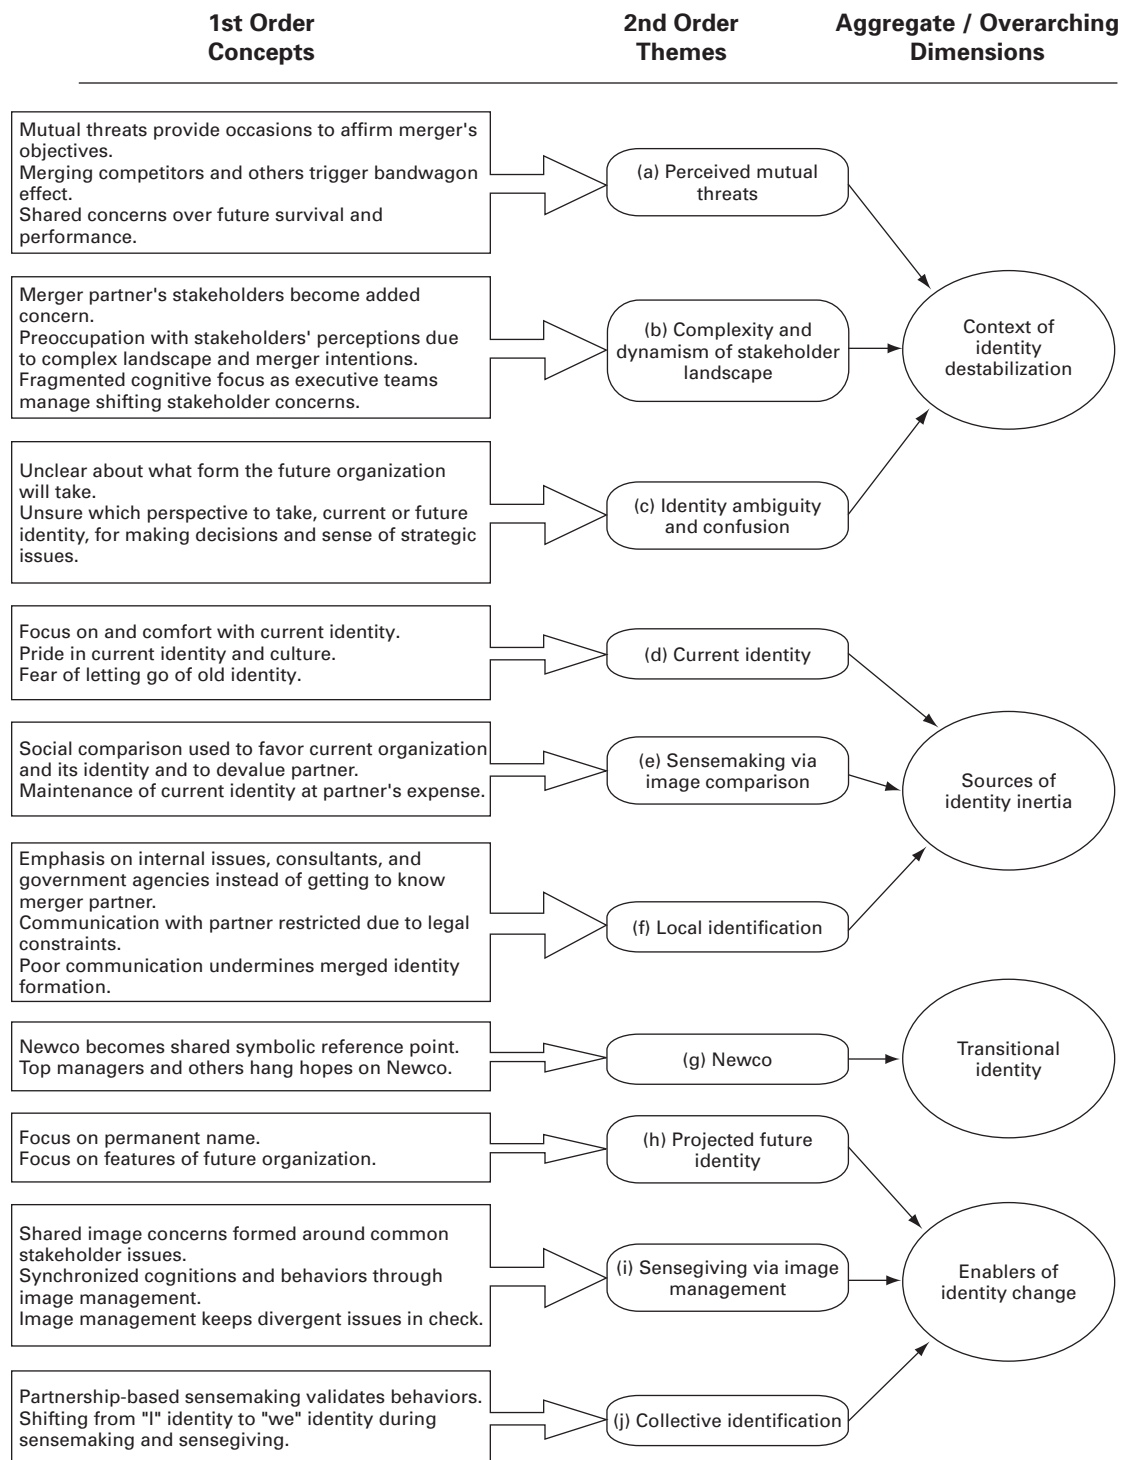 1st Order
Concepts
2nd Order
Themes
Aggregate / Overarching
Dimensions
Mutual threats provide occasions to affirm merger's
objectives.
Merging competitors and others trigger bandwagon
effect.
Shared concerns over future survival and
performance.
(a) Perceived mutual
threats
Merger partner's stakeholders become added
concern.
Preoccupation with stakeholders' perceptions due
to complex landscape and merger intentions.
Fragmented cognitive focus as executive teams
manage shifting stakeholder concerns.
(b) Complexity and
dynamism of stakeholder
landscape
Context of
identity
destabilization
Unclear about what form the future organization
will take.
Unsure which perspective to take, current or future
identity, for making decisions and sense of strategic
issues.
(c) Identity ambiguity
and confusion
Focus on and comfort with current identity.
Pride in current identity and culture.
Fear of letting go of old identity.
(d) Current identity
Social comparison used to favor current organization
and its identity and to devalue partner.
Maintenance of current identity at partner's expense.
(e) Sensemaking via
image comparison
Sources of
identity inertia
Emphasis on internal issues, consultants, and
government agencies instead of getting to know
merger partner.
Communication with partner restricted due to legal
constraints.
Poor communication undermines merged identity
formation.
(f) Local identification
Newco becomes shared symbolic reference point.
Top managers and others hang hopes on Newco.
(g) Newco
Transitional
identity
Focus on permanent name.
Focus on features of future organization.
(h) Projected future
identity
Shared image concerns formed around common
stakeholder issues.
Synchronized cognitions and behaviors through
image management.
Image management keeps divergent issues in check.
(i) Sensegiving via image
management
Enablers of
identity change
Partnership-based sensemaking validates behaviors.
Shifting from "I" identity to "we" identity during
sensemaking and sensegiving.
(j) Collective identification